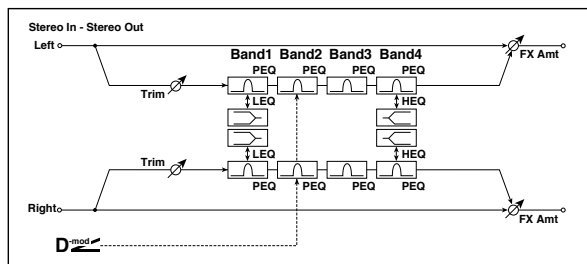 Stereo In - Stereo Out
Left
Band1 Band2 Band3 Band4
PEQ PEQ PEQ PEQ
FX Amt
Trim
LEQ HEQ
LEQ HEQ
Trim
PEQ PEQ PEQ PEQ
Right
FX Amt
D-mod